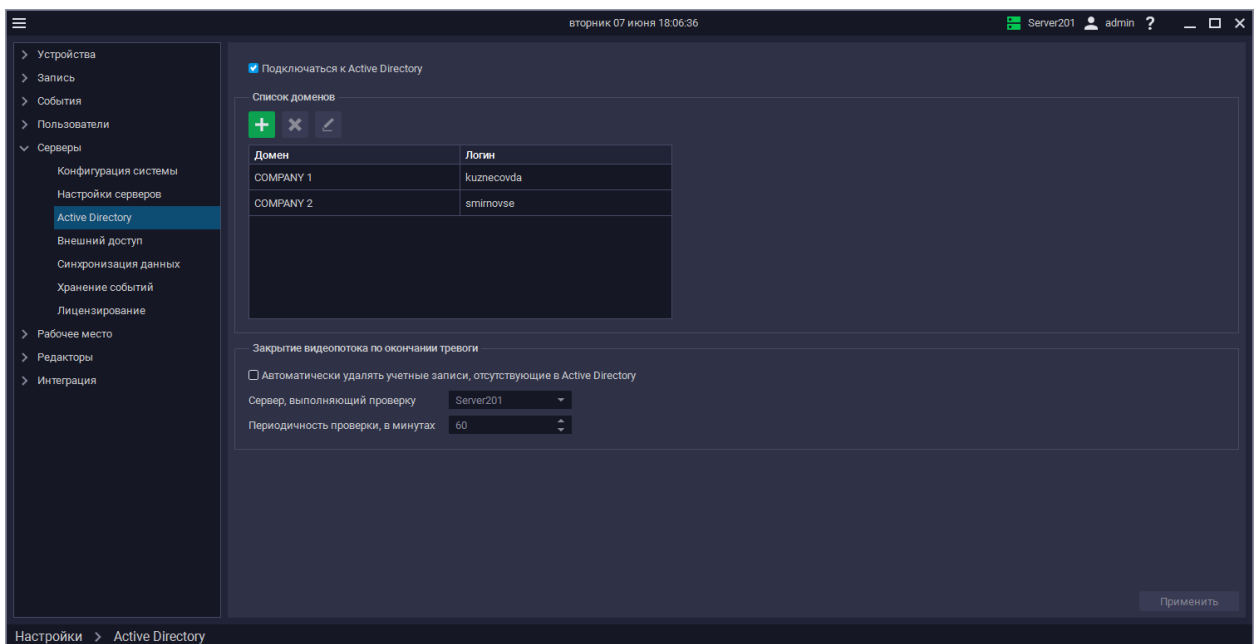 вторник 07 июня 18:06:36
Server201 admin ?
Устройства
Запись
События
Пользователи
Серверы
Конфигурация системы
Настройки серверов
Active Directory
Внешний доступ
Синхронизация данных
Хранение событий
Лицензирование
Рабочее место
Редакторы
Интеграция
Подключаться к Active Directory
Список доменов
Домен Логин
COMPANY 1 kuznecovda
COMPANY 2 smirnovse
Закрытие видеопотока по окончании тревоги
Автоматически удалять учетные записи, отсутствующие в Active Directory
Сервер, выполняющий проверку Server201
Периодичность проверки, в минутах 60
Применить
Настройки > Active Directory